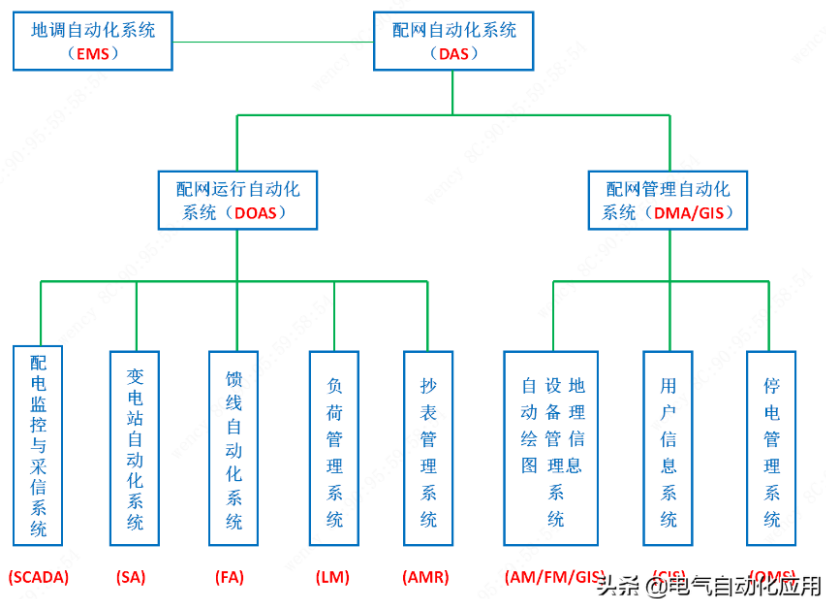 地调自动化系统
（EMS）
配网自动化系统
（DAS）
配网运行自动化
系统（DOAS）
配网管理自动化
系统（DMA/GIS）
配电监控与采信系统
变电站自动化系统
馈线自动化系统
负荷管理系统
抄表管理系统
自动绘图
设备管理系统
地理信息
用户信息系统
停电管理系统
(SCADA)
(SA)
(FA)
(LM)
(AMR)
(AM/FM/GIS)
(CIS)
(OMS)
头条 @电气自动化应用